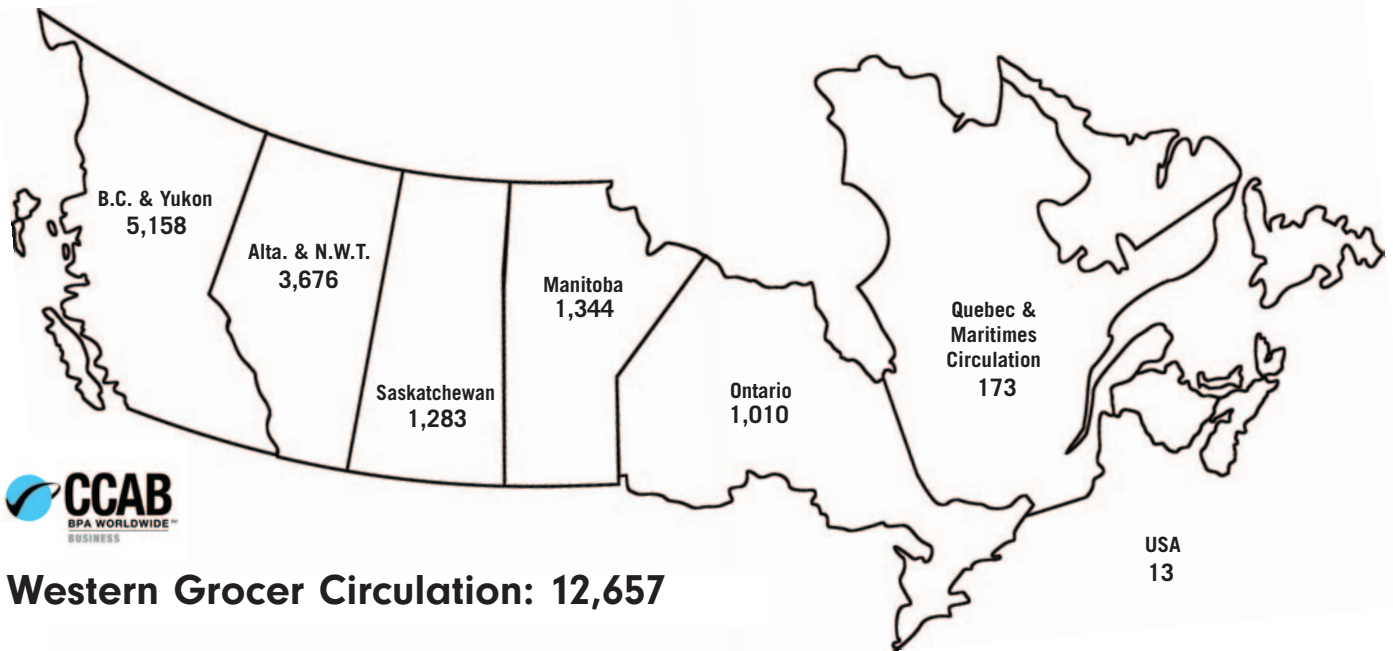 B.C. & Yukon
5,158
Alta. & N.W.T.
3,676
Saskatchewan
1,283
Manitoba
1,344
Ontario
1,010
Quebec &
Maritimes
Circulation
173
USA
13
CCAB
BPA WORLDWIDE™
BUSINESS
Western Grocer Circulation: 12,657